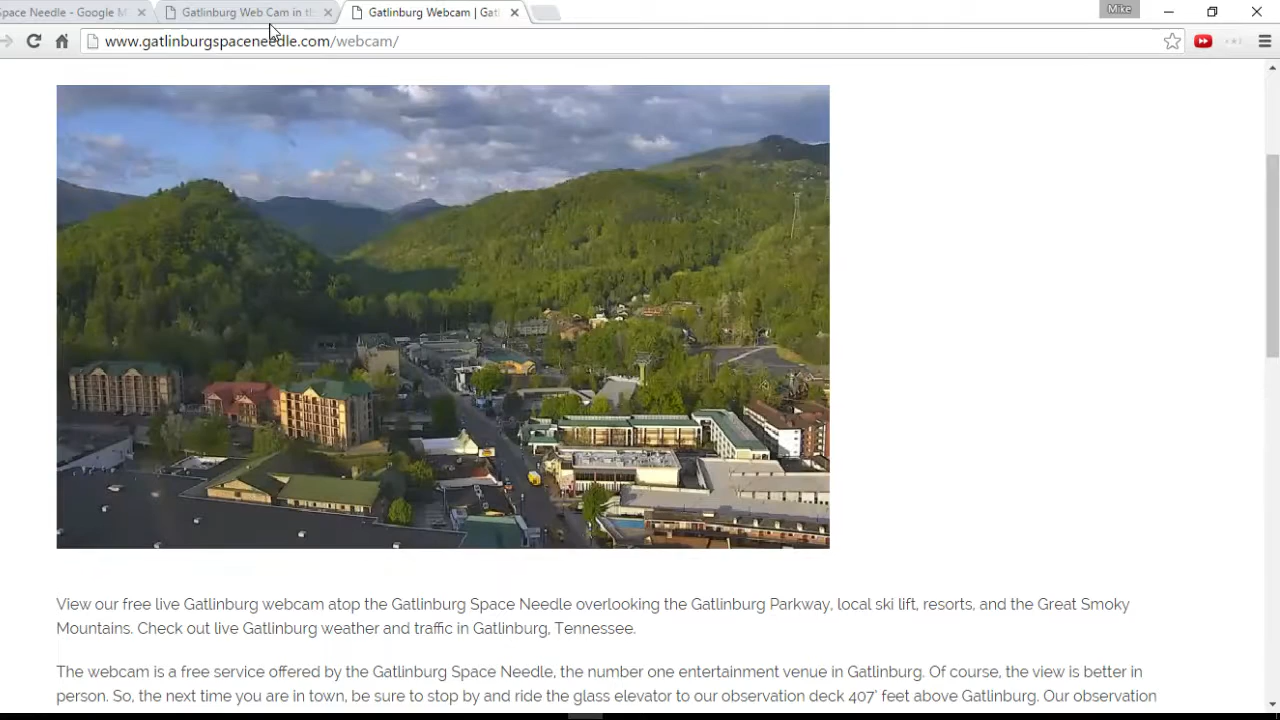 Space Needle - Google M
Gatlinburg Web Cam in th
Gatlinburg Webcam | Gatl
Mike
www.gatlinburgspaceneedle.com/webcam/
View our free live Gatlinburg webcam atop the Gatlinburg Space Needle overlooking the Gatlinburg Parkway, local ski lift, resorts, and the Great Smoky
Mountains. Check out live Gatlinburg weather and traffic in Gatlinburg, Tennessee.
The webcam is a free service offered by the Gatlinburg Space Needle, the number one entertainment venue in Gatlinburg. Of course, the view is better in
person. So, the next time you are in town, be sure to stop by and ride the glass elevator to our observation deck 407' feet above Gatlinburg. Our observation